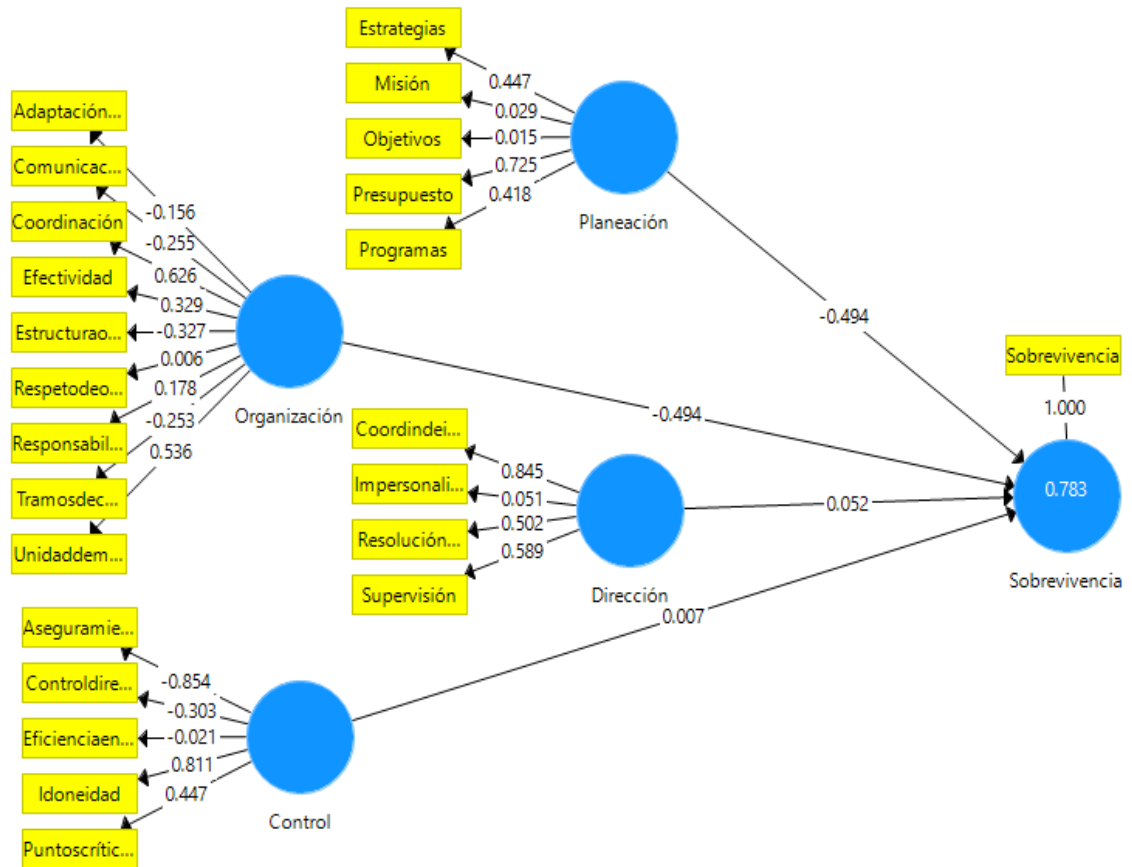 Estrategias
Misión
Objetivos
Presupuesto
Programas
0.447
0.029
0.015
0.725
0.418
Planeación
Adaptación...
Comunicac...
Coordinación
Efectividad
Estructurao...
Respetodeo...
Responsabil...
Tramosdec...
Unidaddem...
-0.156
-0.255
0.626
0.329
-0.327
0.006
0.178
-0.253
0.536
Organización
-0.494
-0.494
Coordindei...
Impersonali...
Resolución...
Supervisión
0.845
0.051
0.502
0.589
Dirección
0.052
Sobrevivencia
1.000
0.783
Sobrevivencia
Aseguramie...
Controldire...
Eficienciaen...
Idoneidad
Puntoscrític...
-0.854
-0.303
-0.021
0.811
0.447
Control
0.007